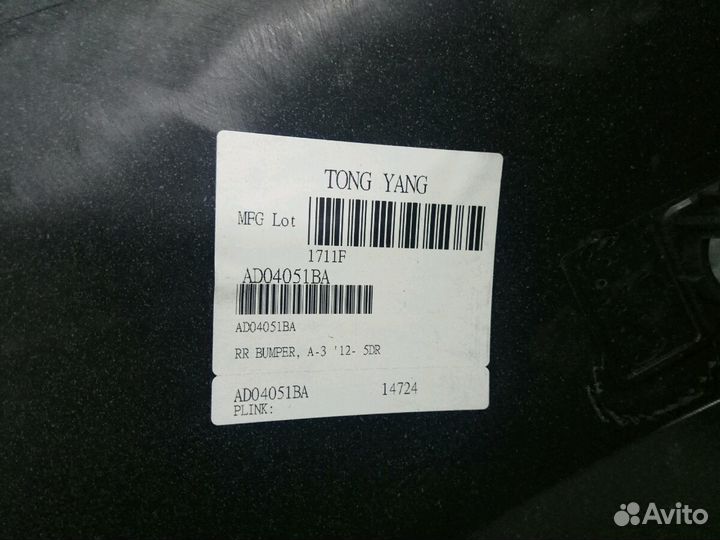 TONG YANG
MFG Lot
1711F
AD04051BA
AD04051BA
RR BUMPER, A-3 '12- 5DR
AD04051BA 14724
PLINK:
Avito